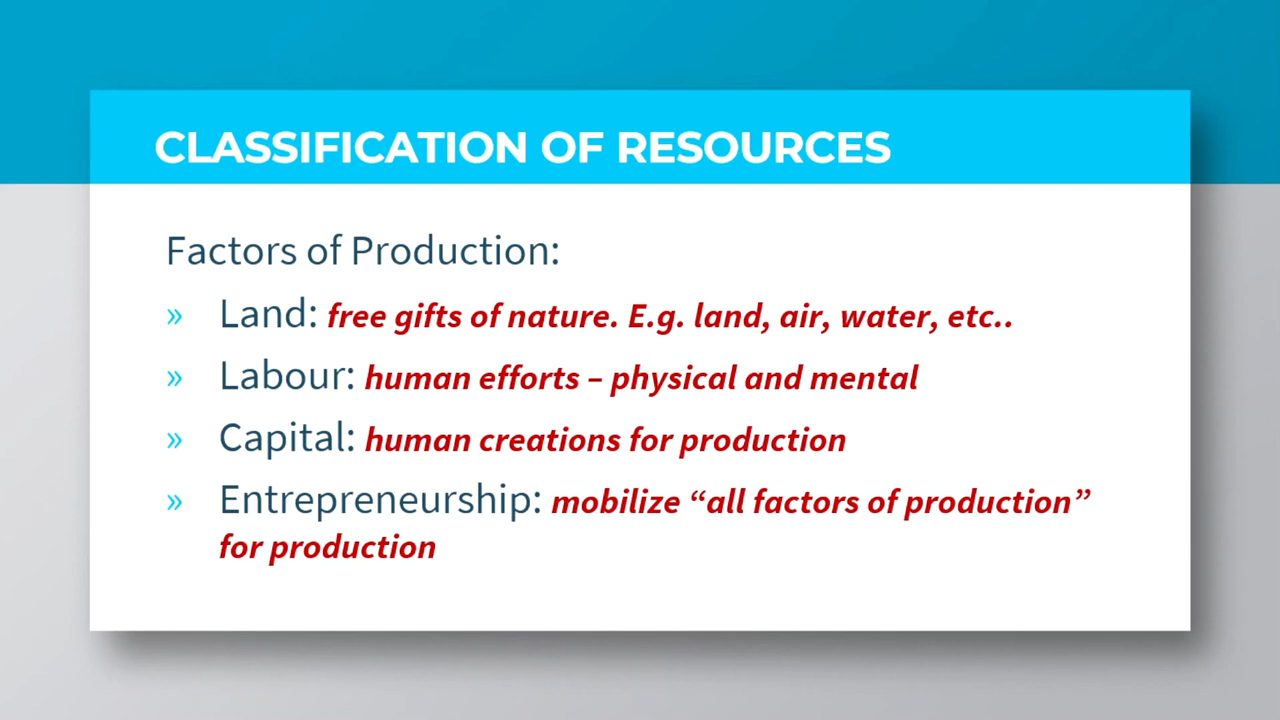 CLASSIFICATION OF RESOURCES
Factors of Production:
» Land: free gifts of nature. E.g. land, air, water, etc..
» Labour: human efforts – physical and mental
» Capital: human creations for production
» Entrepreneurship: mobilize “all factors of production”
for production